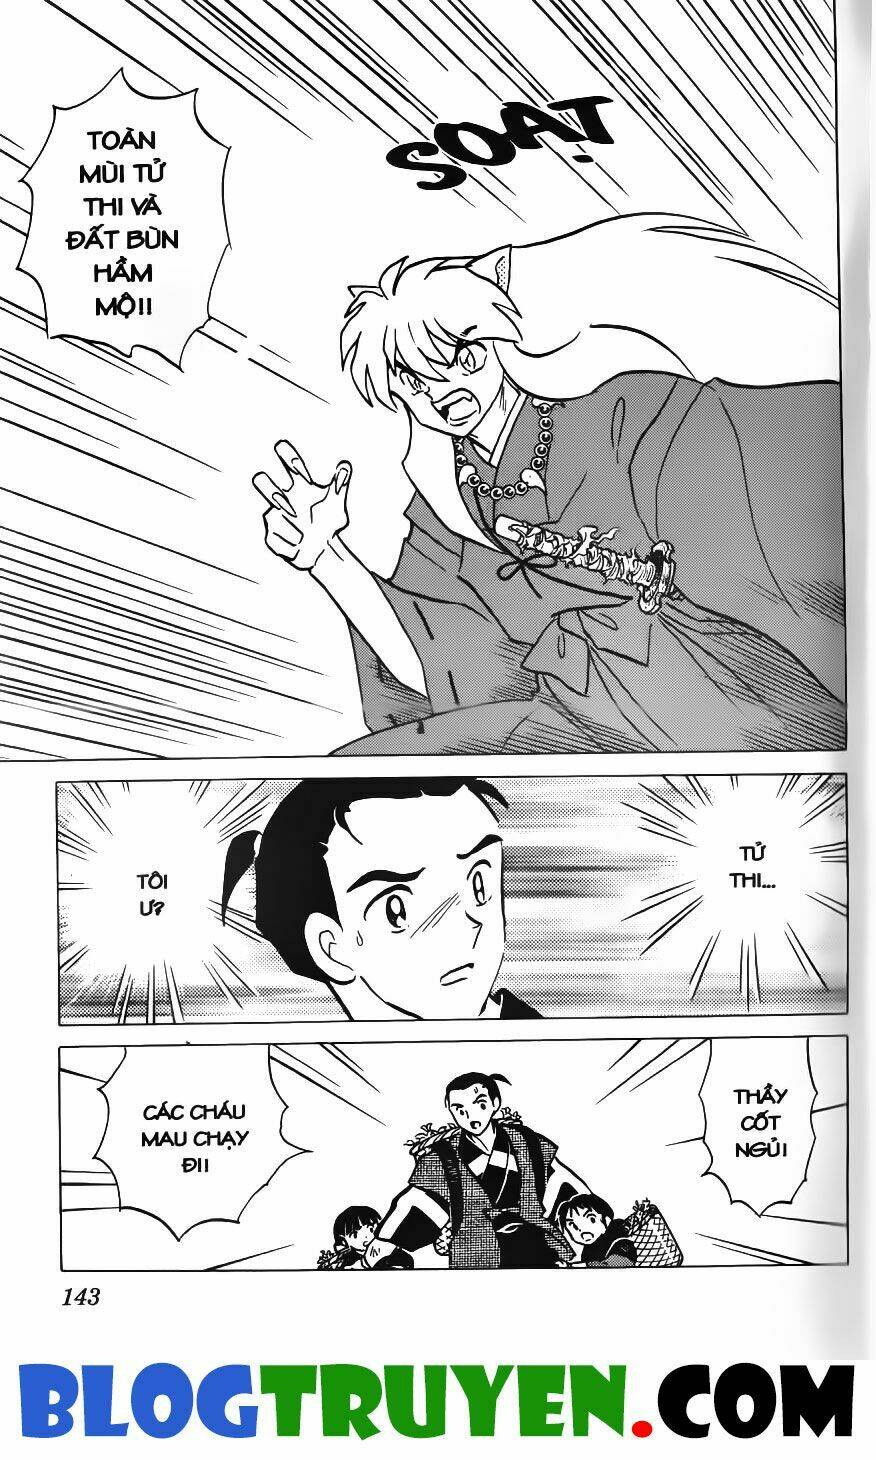 SOẠT
TOÀN
MÙI TỬ
THI VÀ
ĐẤT BÙN
HẦM
MỘ!!
TỬ
THI...
TÔI
Ư?
THẦY
CỐT
NGỦ!
CÁC CHÁU
MAU CHẠY
ĐI!
143
BLOGTRUYEN.COM